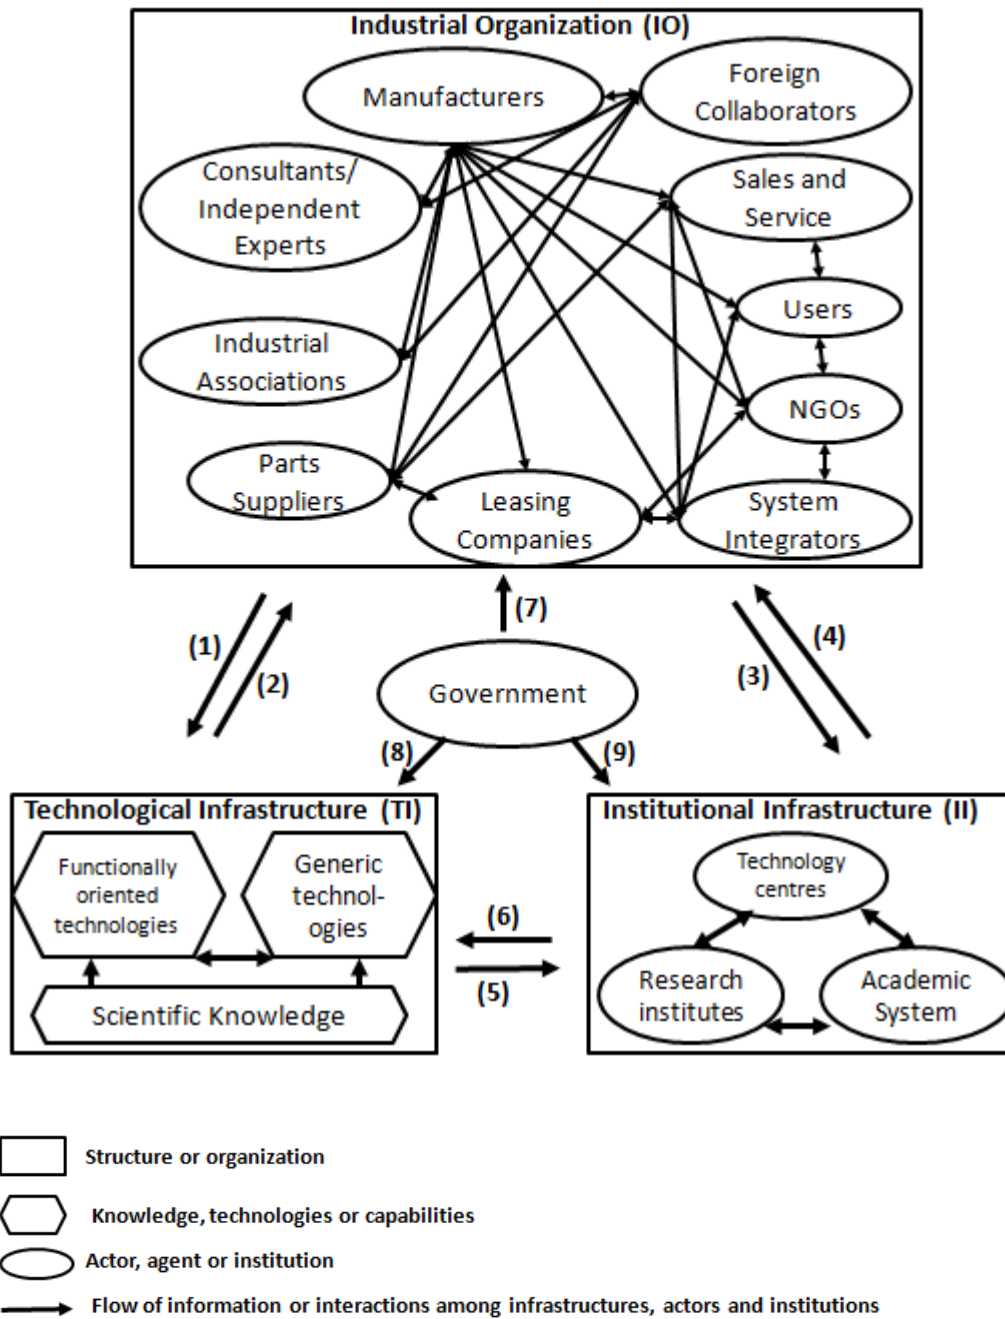 Industrial Organization (IO)
Manufacturers
Foreign
Collaborators
Consultants/
Independent
Experts
Sales and
Service
Users
Industrial
Associations
NGOs
Parts
Suppliers
Leasing
Companies
System
Integrators
(1)
(2)
(7)
(3)
(4)
Government
(8)
(9)
Technological Infrastructure (TI)
Functionally
oriented
technologies
Generic
technol-
ogies
Scientific Knowledge
(6)
(5)
Institutional Infrastructure (II)
Technology
centres
Research
institutes
Academic
System
Structure or organization
Knowledge, technologies or capabilities
Actor, agent or institution
Flow of information or interactions among infrastructures, actors and institutions